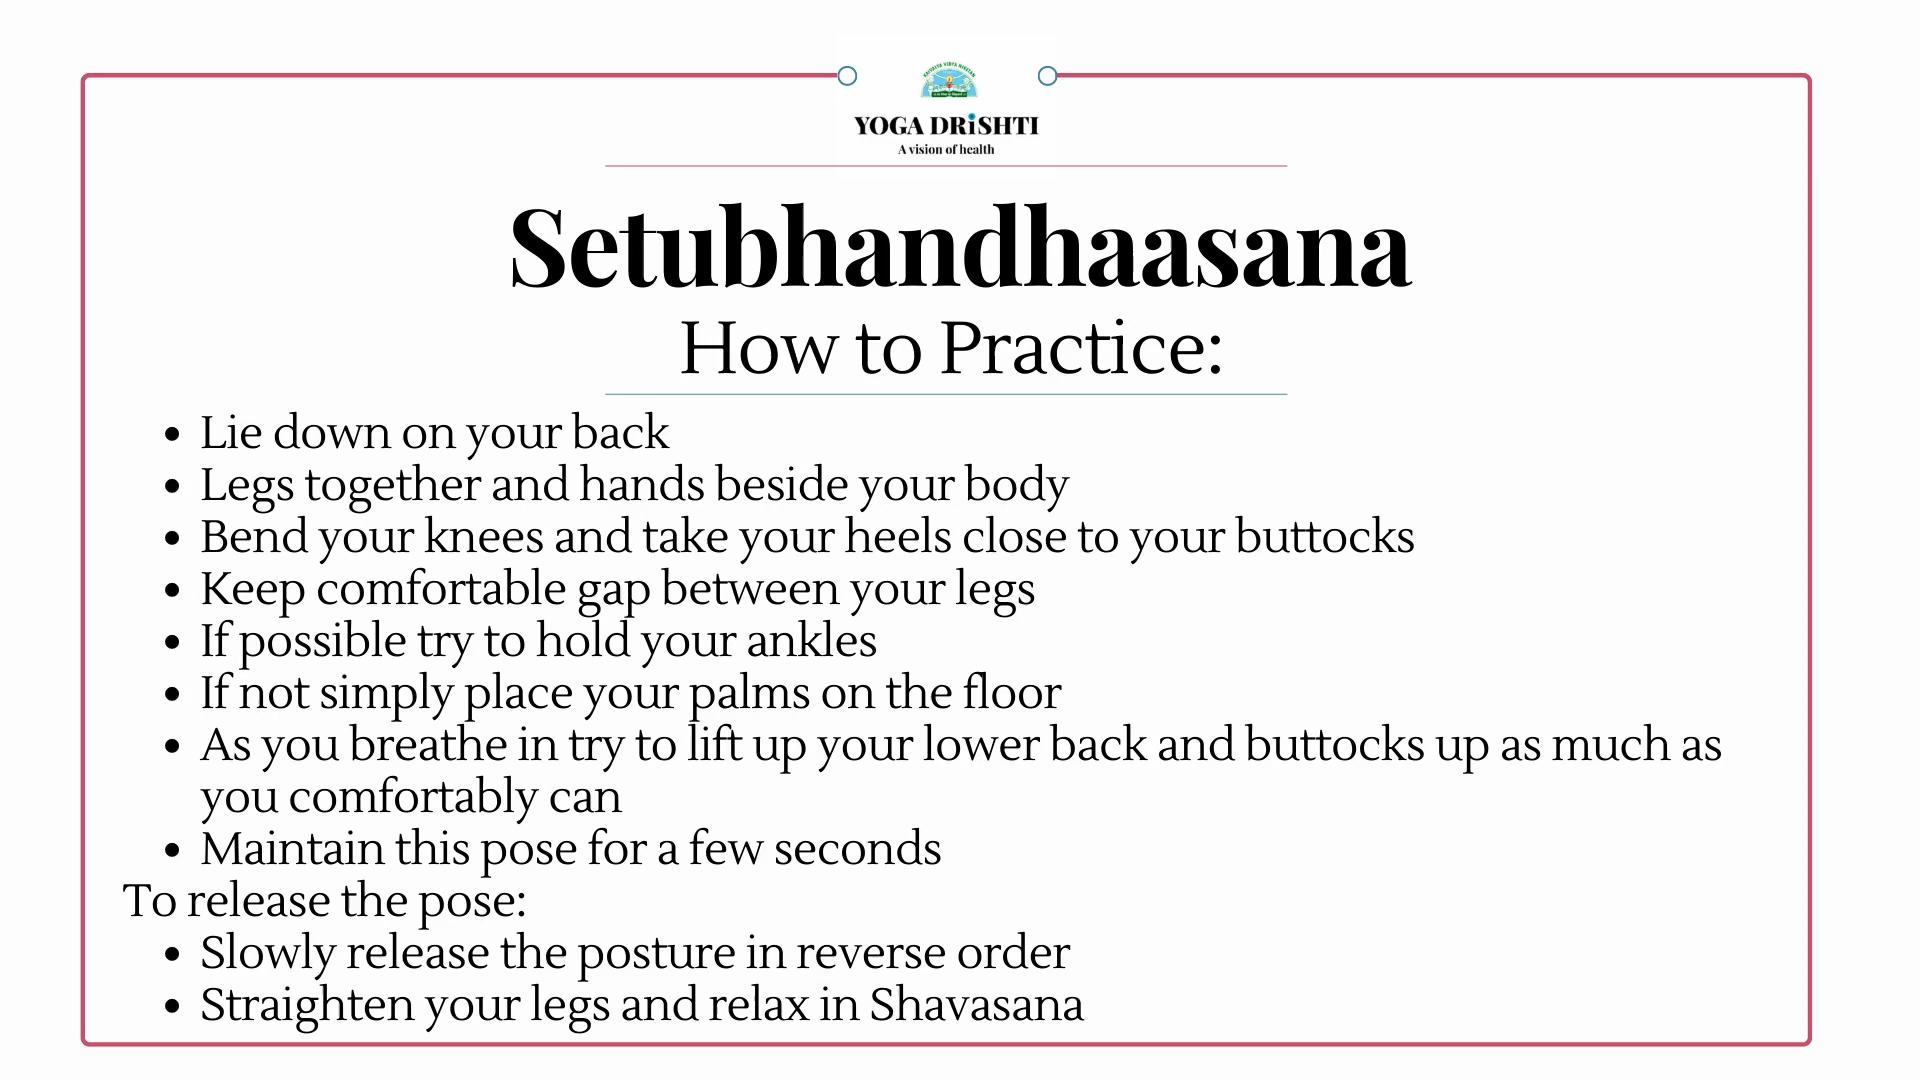 YOGA DRiSHTI
A vision of health
Setubhandhaasana
How to Practice:
• Lie down on your back
• Legs together and hands beside your body
• Bend your knees and take your heels close to your buttocks
• Keep comfortable gap between your legs
• If possible try to hold your ankles
• If not simply place your palms on the floor
• As you breathe in try to lift up your lower back and buttocks up as much as
you comfortably can
• Maintain this pose for a few seconds
To release the pose:
• Slowly release the posture in reverse order
• Straighten your legs and relax in Shavasana